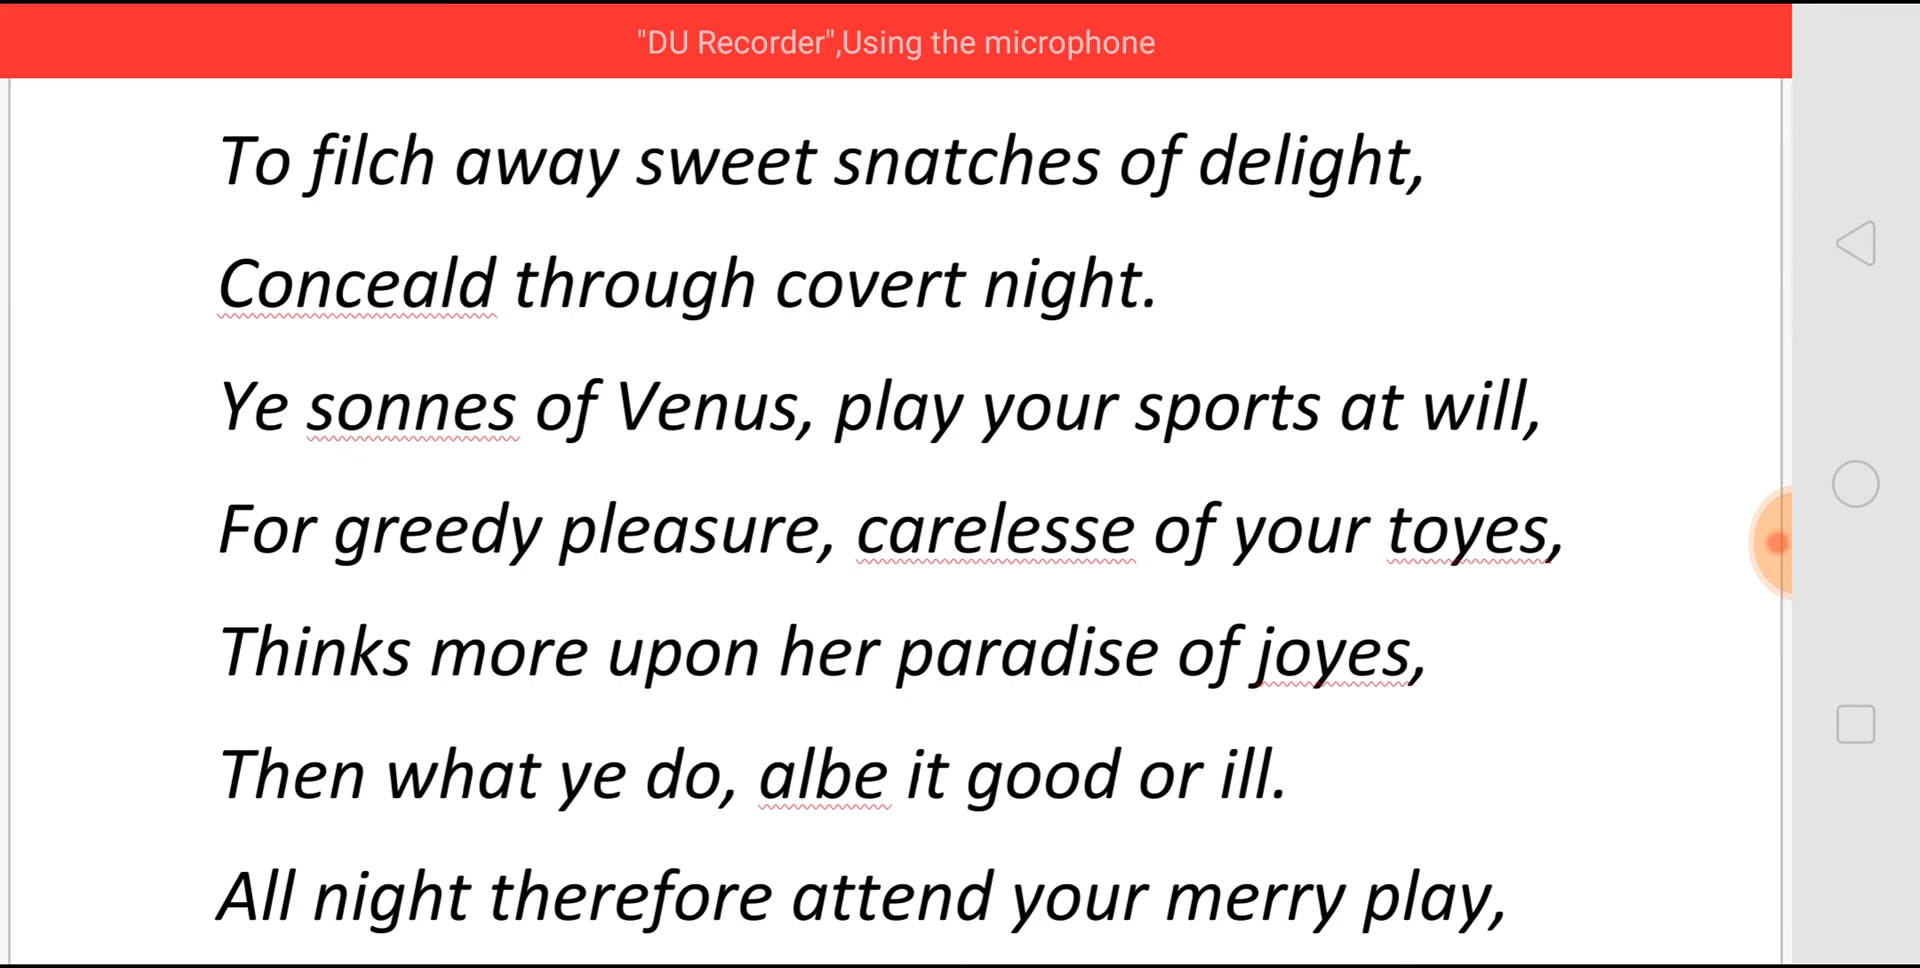 "DU Recorder",Using the microphone
To filch away sweet snatches of delight,
Conceald through covert night.
Ye sonnes of Venus, play your sports at will,
For greedy pleasure, carelesse of your toyes,
Thinks more upon her paradise of joyes,
Then what ye do, albe it good or ill.
All night therefore attend your merry play,